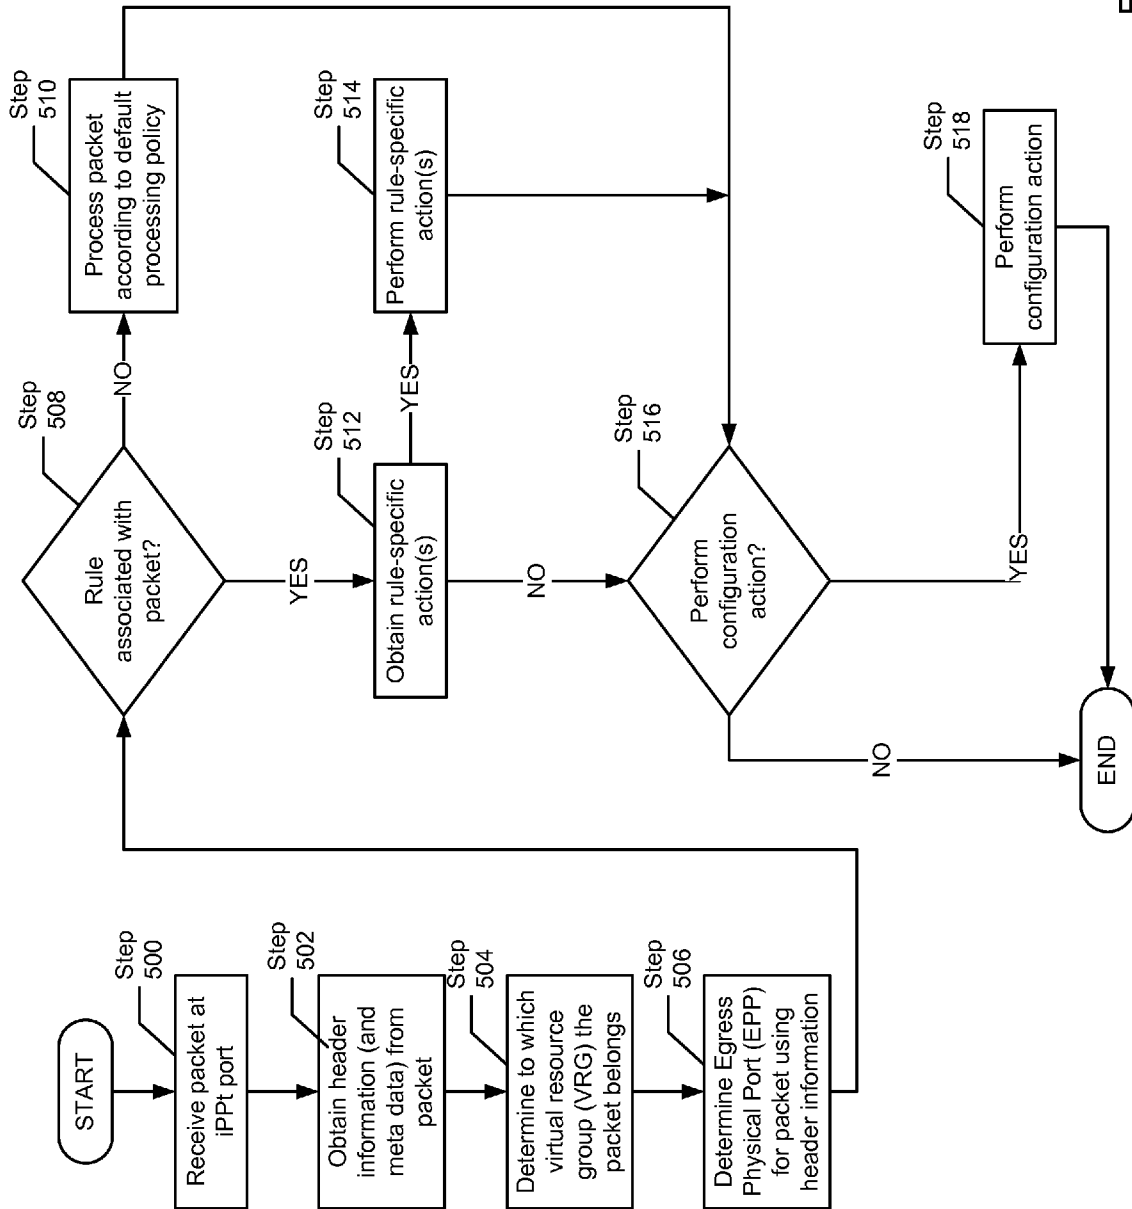 START
Step
500
Receive packet at
iPPt port
Step
502
Obtain header
information (and
meta data) from
packet
Step
504
Determine to which
virtual resource
group (VRG) the
packet belongs
Step
506
Determine Egress
Physical Port (EPP)
for packet using
header information
Step
508
Rule
associated with
packet?
NO
Step
510
Process packet
according to default
processing policy
YES
Step
512
Obtain rule-specific
action(s)
YES
Step
514
Perform rule-specific
action(s)
NO
Step
516
Perform
configuration
action?
YES
Step
518
Perform
configuration action
NO
END